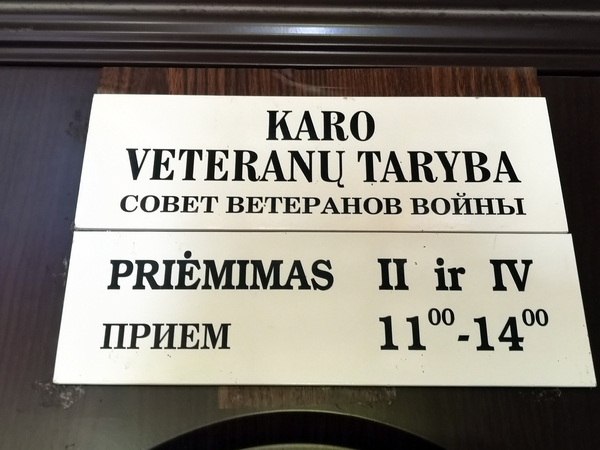 KARO
VETERANŲ TARYBA
СОВЕТ ВЕТЕРАНОВ ВОЙНЫ
PRIĖMIMAS II ir IV
ПРИЕМ 11⁰⁰-14⁰⁰